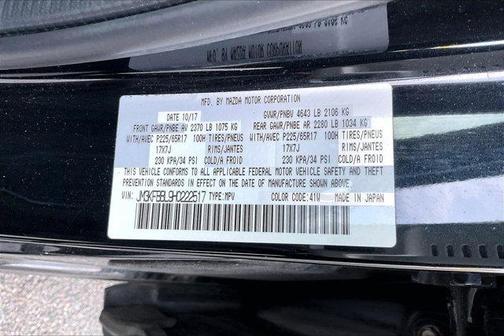 MFD. BY MAZDA MOTOR CORPORATION
DATE 10/17 GVWR/PNBV 4643 LB 2106 KG
FRONT GAWR/PNBE AV 2370 LB 1075 KG REAR GAWR/PNBE AR 2280 LB 1034 KG
WITH/AVEC P225/65R17 100H TIRES/PNEUS WITH/AVEC P225/65R17 100H TIRES/PNEUS
17X7J RIMS/JANTES 17X7J RIMS/JANTES
230 KPA/34 PSI COLD/FROID 230 KPA/34 PSI COLD/FROID
THIS VEHICLE CONFORMS TO ALL APPLICABLE FEDERAL MOTOR VEHICLE SAFETY, BUMPER AND THEFT PREVENTION
STANDARDS IN EFFECT ON THE DATE OF MANUFACTURE SHOWN ABOVE.
VIN: TYPE:MPV COLOR CODE:41W MADE IN JAPAN